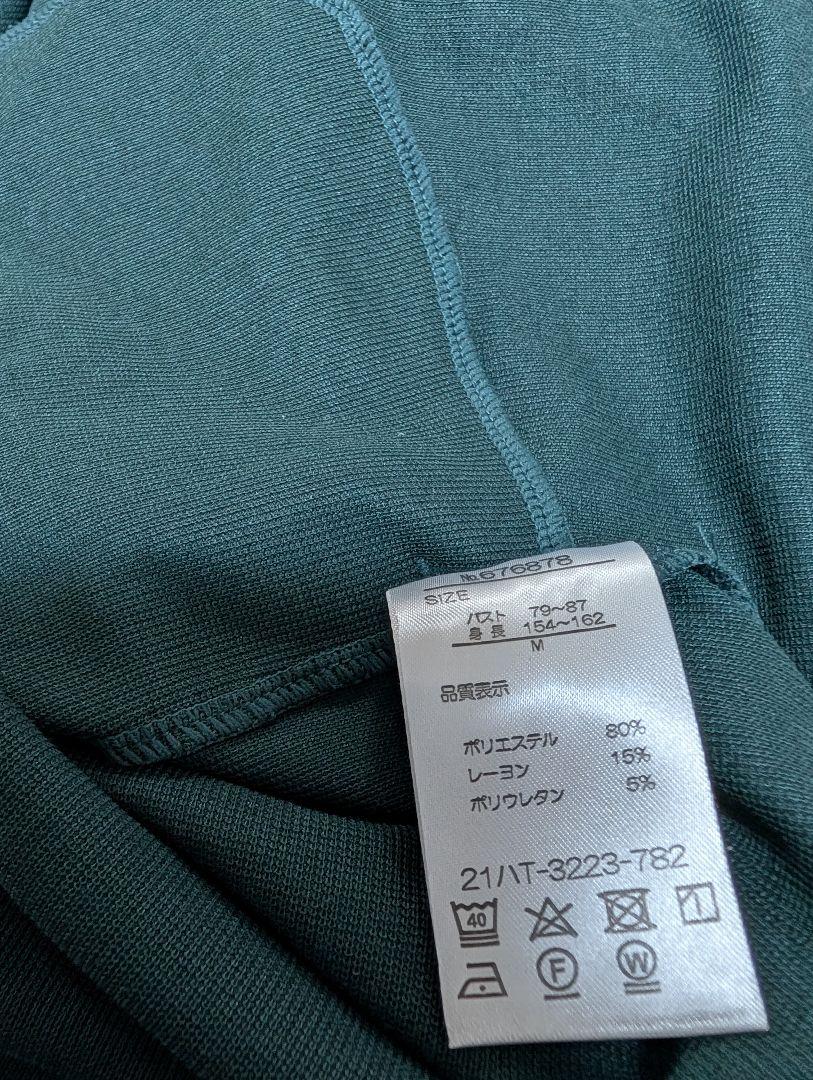 No.676878
SIZE
バスト 79～87
身長 154～162
M
品質表示
ポリエステル 80%
レーヨン 15%
ポリウレタン 5%
21ハT-3223-782
40
F
W